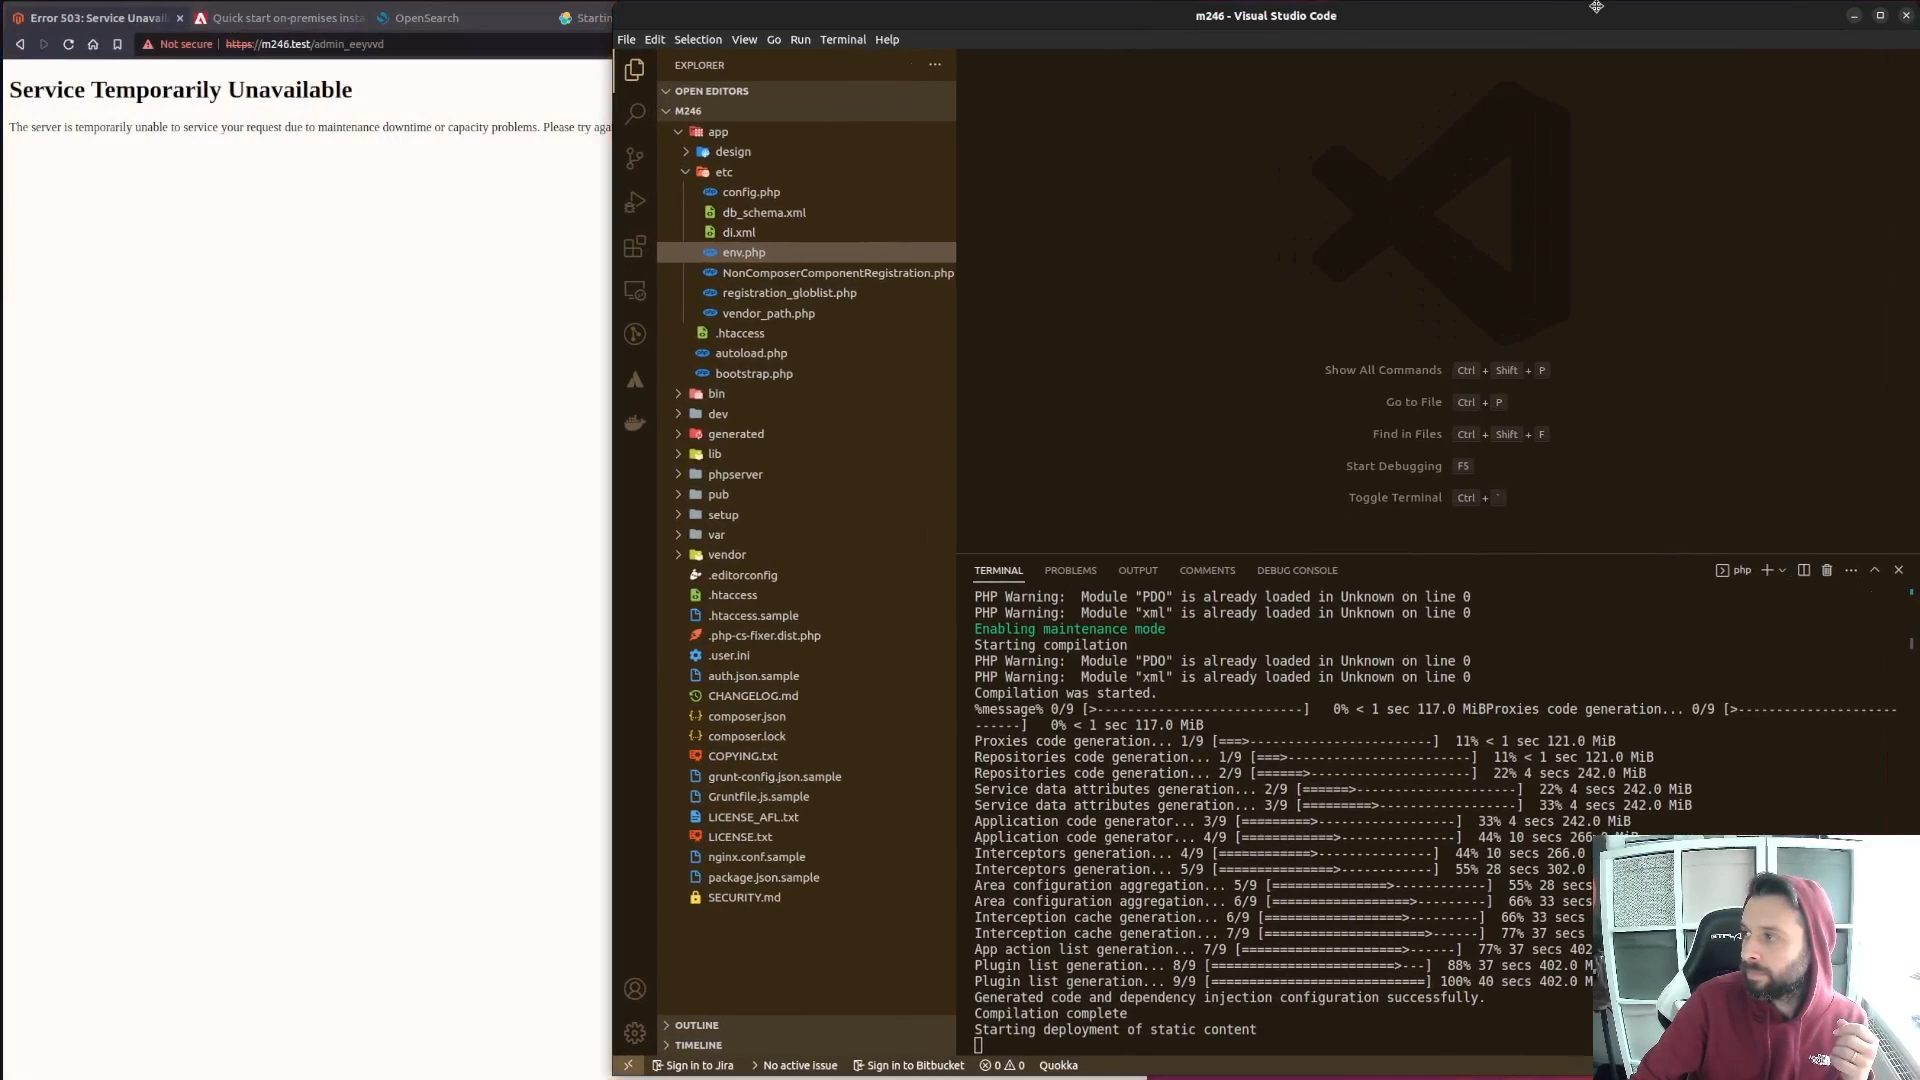 Error 503: Service Unavail
Quick start on-premises insta
OpenSearch
Startin
Not secure
https://m246.test/admin_eeyvvd
Service Temporarily Unavailable
The server is temporarily unable to service your request due to maintenance downtime or capacity problems. Please try agai
m246 - Visual Studio Code
File Edit Selection View Go Run Terminal Help
EXPLORER
OPEN EDITORS
M246
app
design
etc
config.php
db_schema.xml
di.xml
env.php
NonComposerComponentRegistration.php
registration_globlist.php
vendor_path.php
.htaccess
autoload.php
bootstrap.php
bin
dev
generated
lib
phpserver
pub
setup
var
vendor
.editorconfig
.htaccess
.htaccess.sample
.php-cs-fixer.dist.php
.user.ini
auth.json.sample
CHANGELOG.md
composer.json
composer.lock
COPYING.txt
grunt-config.json.sample
Gruntfile.js.sample
LICENSE_AFL.txt
LICENSE.txt
nginx.conf.sample
package.json.sample
SECURITY.md
OUTLINE
TIMELINE
Show All Commands Ctrl + Shift + P
Go to File Ctrl + P
Find in Files Ctrl + Shift + F
Start Debugging F5
Toggle Terminal Ctrl + `
TERMINAL PROBLEMS OUTPUT COMMENTS DEBUG CONSOLE
php
PHP Warning:  Module "PDO" is already loaded in Unknown on line 0
PHP Warning:  Module "xml" is already loaded in Unknown on line 0
Enabling maintenance mode
Starting compilation
PHP Warning:  Module "PDO" is already loaded in Unknown on line 0
PHP Warning:  Module "xml" is already loaded in Unknown on line 0
Compilation was started.
%message% 0/9 [>---------------------------]   0% < 1 sec 117.0 MiBProxies code generation... 0/9 [>---------------------
------]   0% < 1 sec 117.0 MiB
Proxies code generation... 1/9 [===>------------------------]  11% < 1 sec 121.0 MiB
Repositories code generation... 1/9 [===>------------------------]  11% < 1 sec 121.0 MiB
Repositories code generation... 2/9 [======>---------------------]  22% 4 secs 242.0 MiB
Service data attributes generation... 2/9 [======>---------------------]  22% 4 secs 242.0 MiB
Service data attributes generation... 3/9 [=========>------------------]  33% 4 secs 242.0 MiB
Application code generator... 3/9 [=========>------------------]  33% 4 secs 242.0 MiB
Application code generator... 4/9 [============>---------------]  44% 10 secs 266.0 MiB
Interceptors generation... 4/9 [============>---------------]  44% 10 secs 266.0
Interceptors generation... 5/9 [===============>------------]  55% 28 secs 302.0
Area configuration aggregation... 5/9 [===============>------------]  55% 28 secs
Area configuration aggregation... 6/9 [==================>---------]  66% 33 secs
Interception cache generation... 6/9 [==================>---------]  66% 33 secs
Interception cache generation... 7/9 [=====================>------]  77% 37 secs
App action list generation... 7/9 [=====================>------]  77% 37 secs 402
Plugin list generation... 8/9 [========================>---]  88% 37 secs 402.0 M
Plugin list generation... 9/9 [============================] 100% 40 secs 402.0 M
Generated code and dependency injection configuration successfully.
Compilation complete
Starting deployment of static content
Sign in to Jira No active issue Sign in to Bitbucket 0 0 Quokka